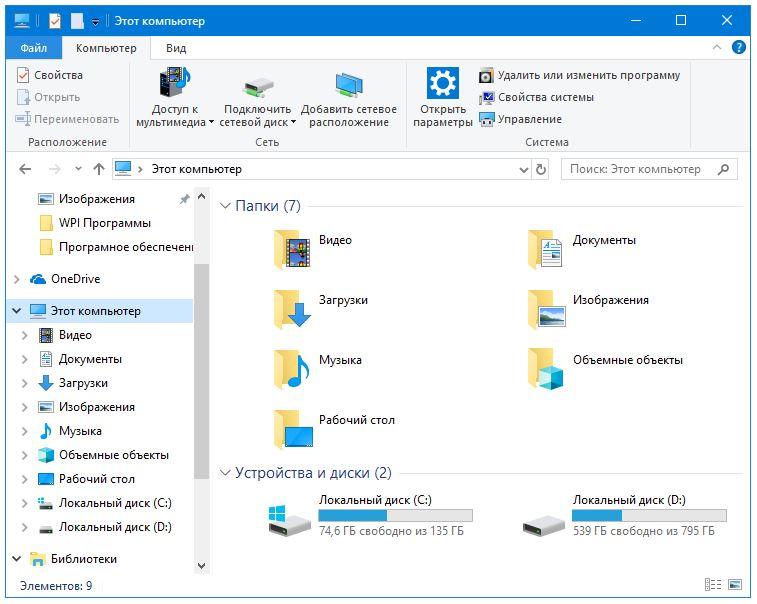 Этот компьютер
Файл Компьютер Вид
Свойства
Открыть
Переименовать
Расположение
Доступ к
мультимедиа
Подключить
сетевой диск
Добавить сетевое
расположение
Сеть
Открыть
параметры
Удалить или изменить программу
Свойства системы
Управление
Система
Этот компьютер
Поиск: Этот компьютер
Изображения
WPI Программы
Програмное обеспечен
OneDrive
Этот компьютер
Видео
Документы
Загрузки
Изображения
Музыка
Объемные объекты
Рабочий стол
Локальный диск (C:)
Локальный диск (D:)
Библиотеки
Папки (7)
Видео
Документы
Загрузки
Изображения
Музыка
Объемные объекты
Рабочий стол
Устройства и диски (2)
Локальный диск (C:)
74,6 ГБ свободно из 135 ГБ
Локальный диск (D:)
539 ГБ свободно из 795 ГБ
Элементов: 9